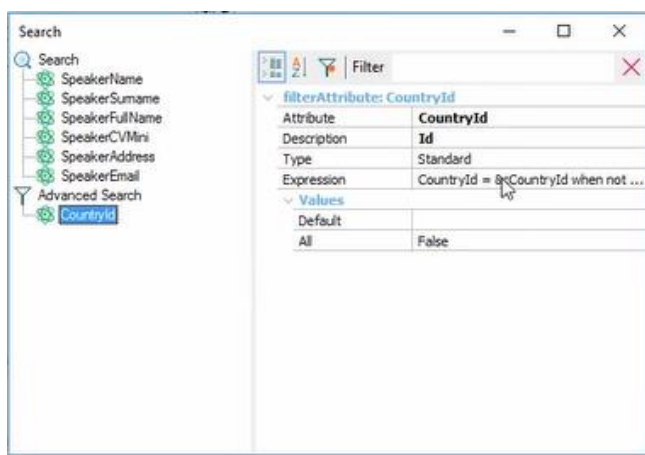 Search
Search
SpeakerName
SpeakerSurname
SpeakerFullName
SpeakerCVMini
SpeakerAddress
SpeakerEmail
Advanced Search
CountryId
Filter
filterAttribute: CountryId
Attribute CountryId
Description Id
Type Standard
Expression CountryId = &CountryId when not ...
Values
Default
All False